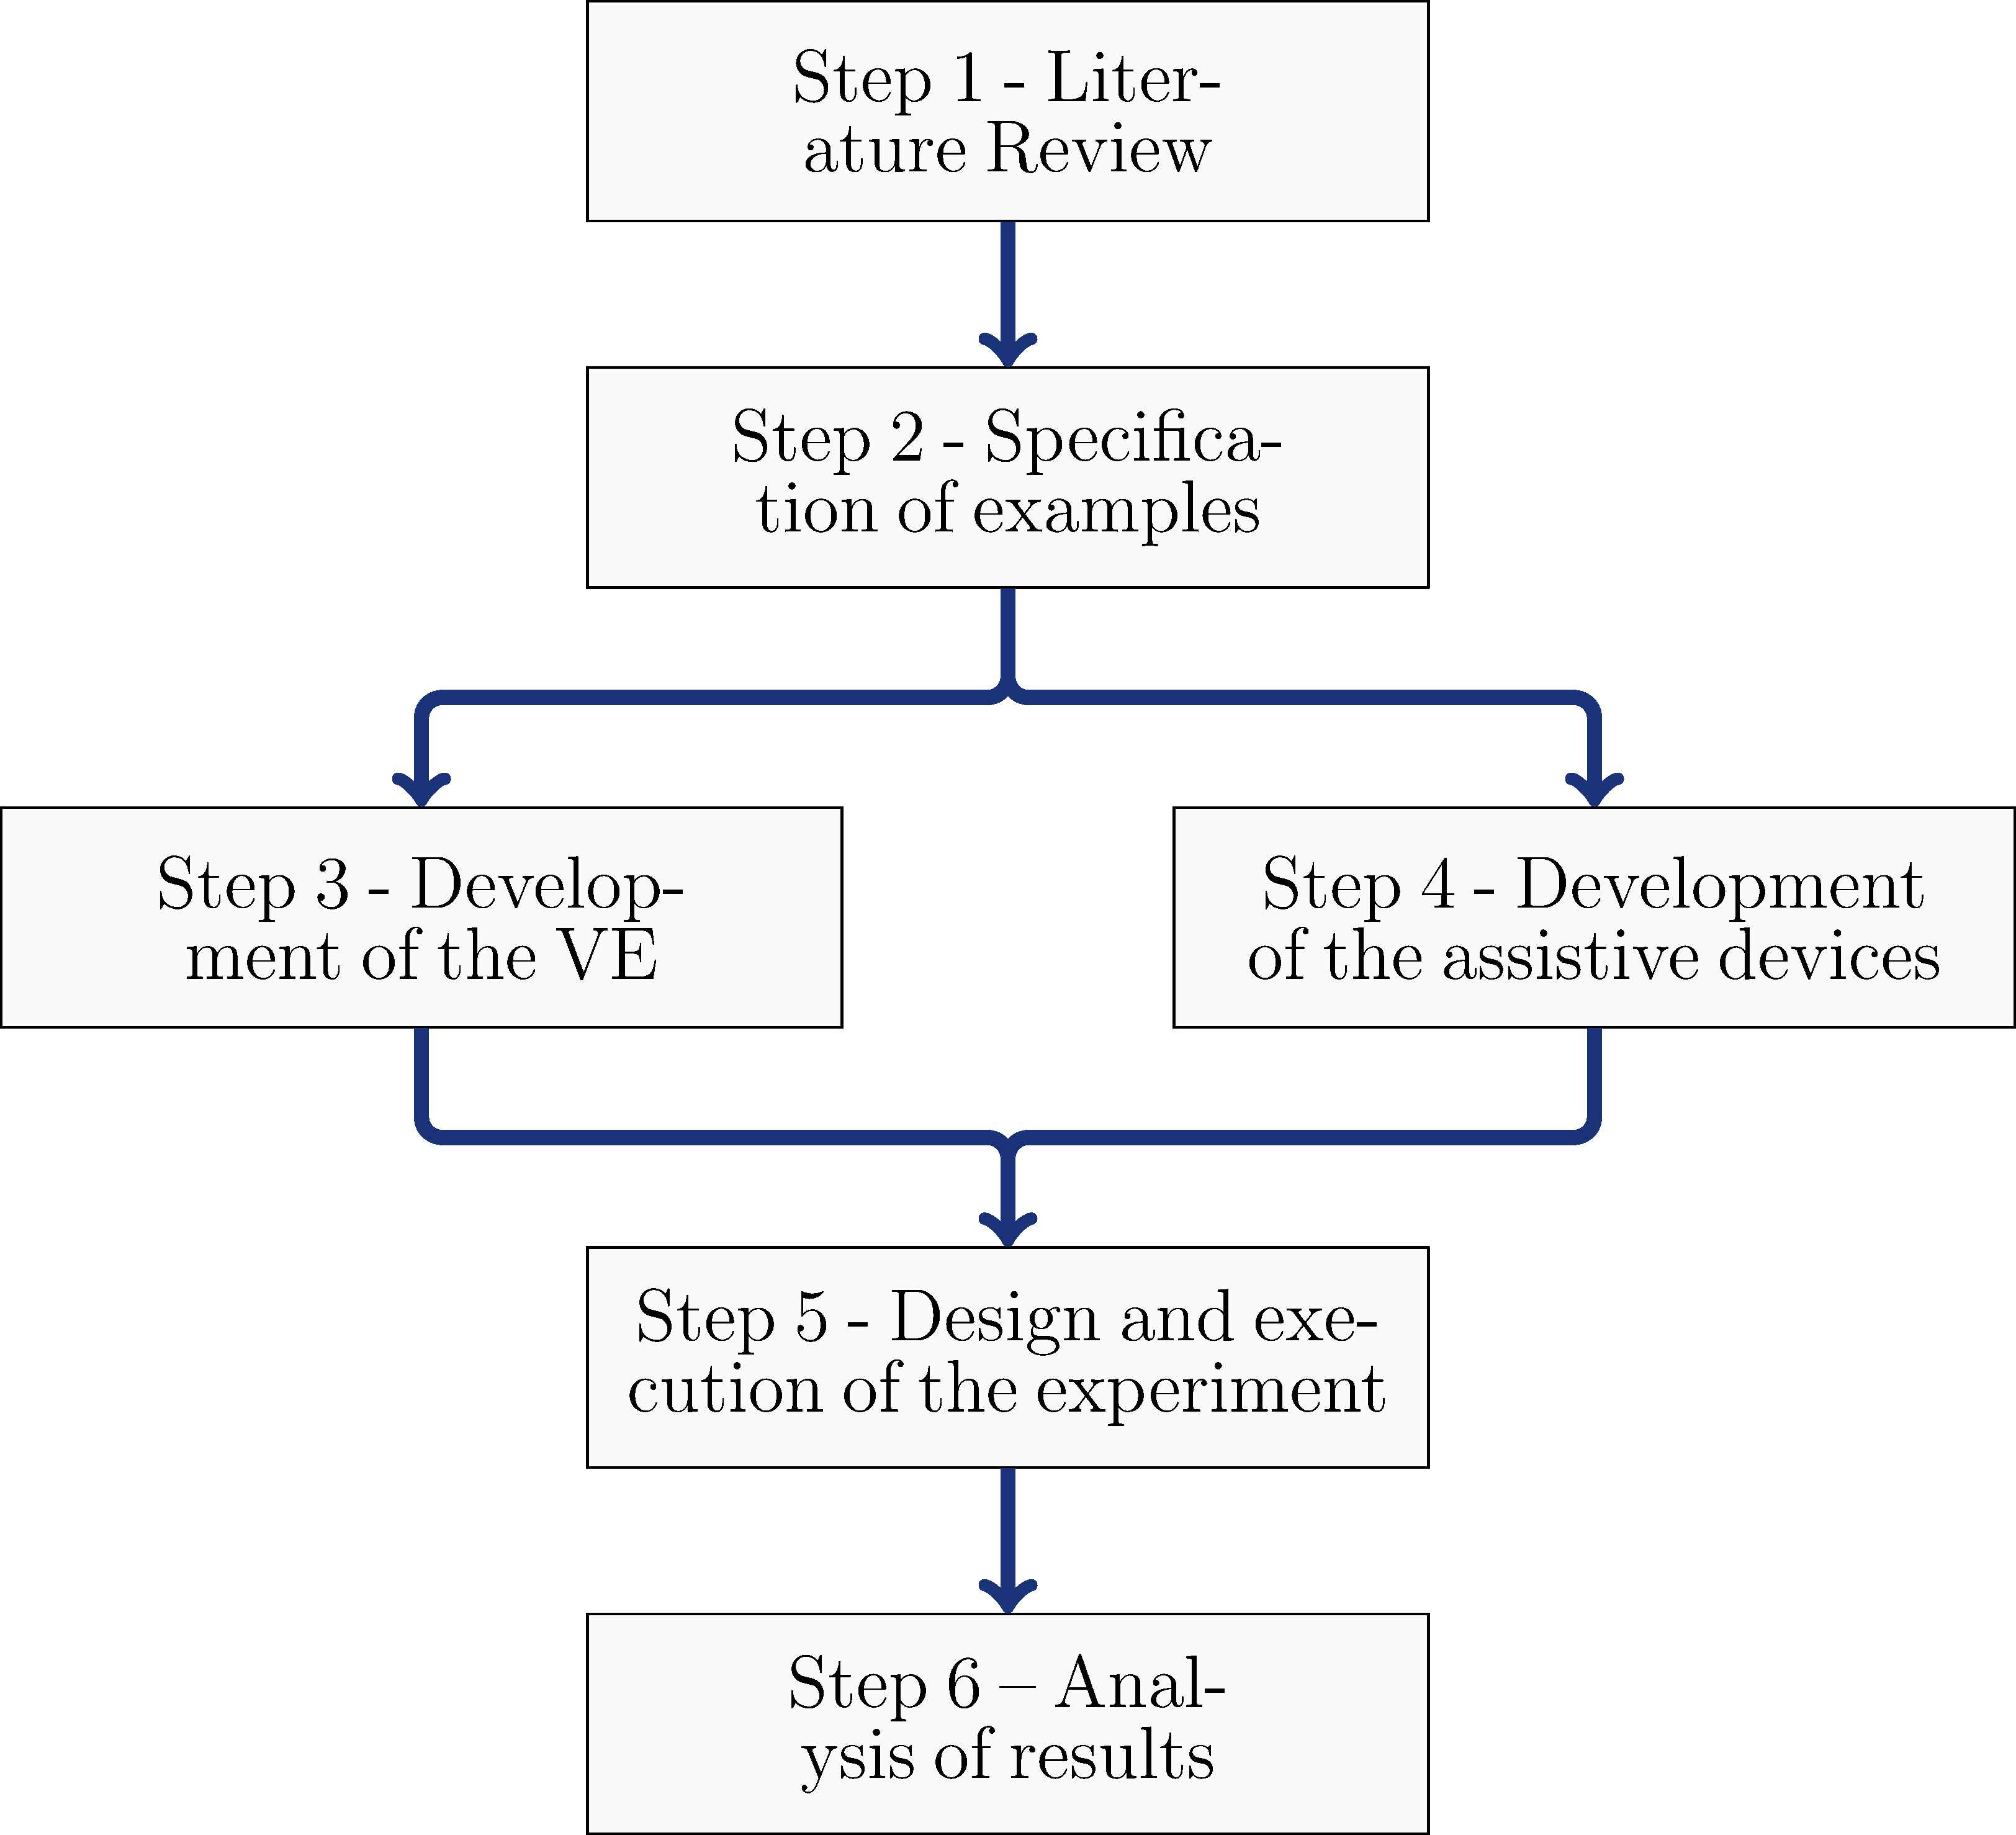 Step 1 - Liter-
ature Review
Step 2 - Specifica-
tion of examples
Step 3 - Develop-
ment of the VE
Step 4 - Development
of the assistive devices
Step 5 - Design and exe-
cution of the experiment
Step 6 – Anal-
ysis of results